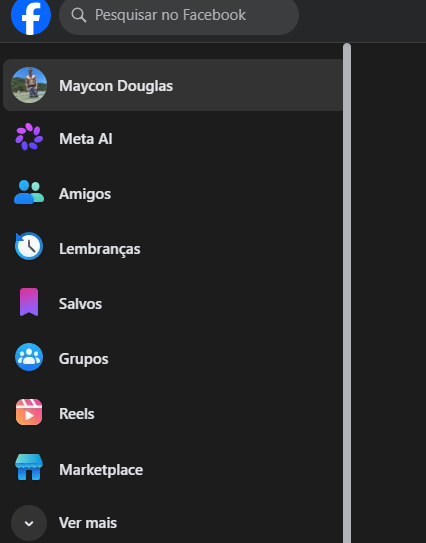 Pesquisar no Facebook
Maycon Douglas
Meta AI
Amigos
Lembranças
Salvos
Grupos
Reels
Marketplace
Ver mais